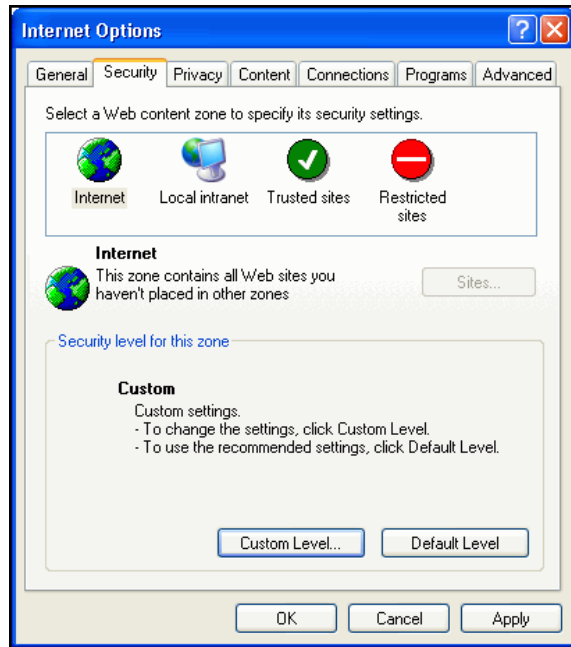 Internet Options
General Security Privacy Content Connections Programs Advanced
Select a Web content zone to specify its security settings.
Internet Local intranet Trusted sites Restricted
sites
Internet
This zone contains all Web sites you
haven't placed in other zones
Sites...
Security level for this zone
Custom
Custom settings.
- To change the settings, click Custom Level.
- To use the recommended settings, click Default Level.
Custom Level... Default Level
OK Cancel Apply